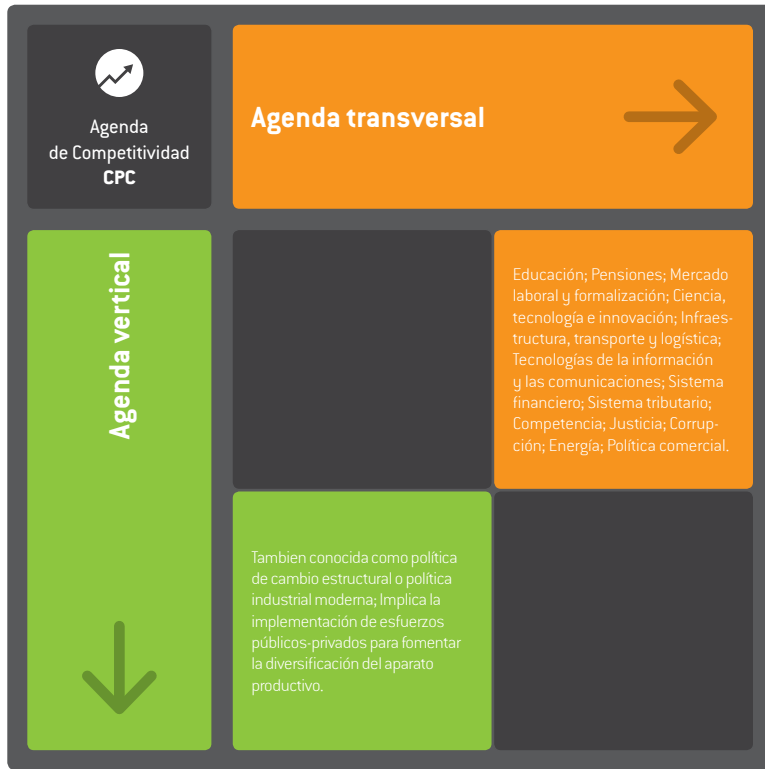 Agenda
de Competitividad
CPC
Agenda transversal
Agenda vertical
Educación; Pensiones; Mercado
laboral y formalización; Ciencia,
tecnología e innovación; Infraes-
tructura, transporte y logística;
Tecnologías de la información
y las comunicaciones; Sistema
financiero; Sistema tributario;
Competencia; Justicia; Corrup-
ción; Energía; Política comercial.
Tambien conocida como política
de cambio estructural o política
industrial moderna; Implica la
implementación de esfuerzos
públicos-privados para fomentar
la diversificación del aparato
productivo.